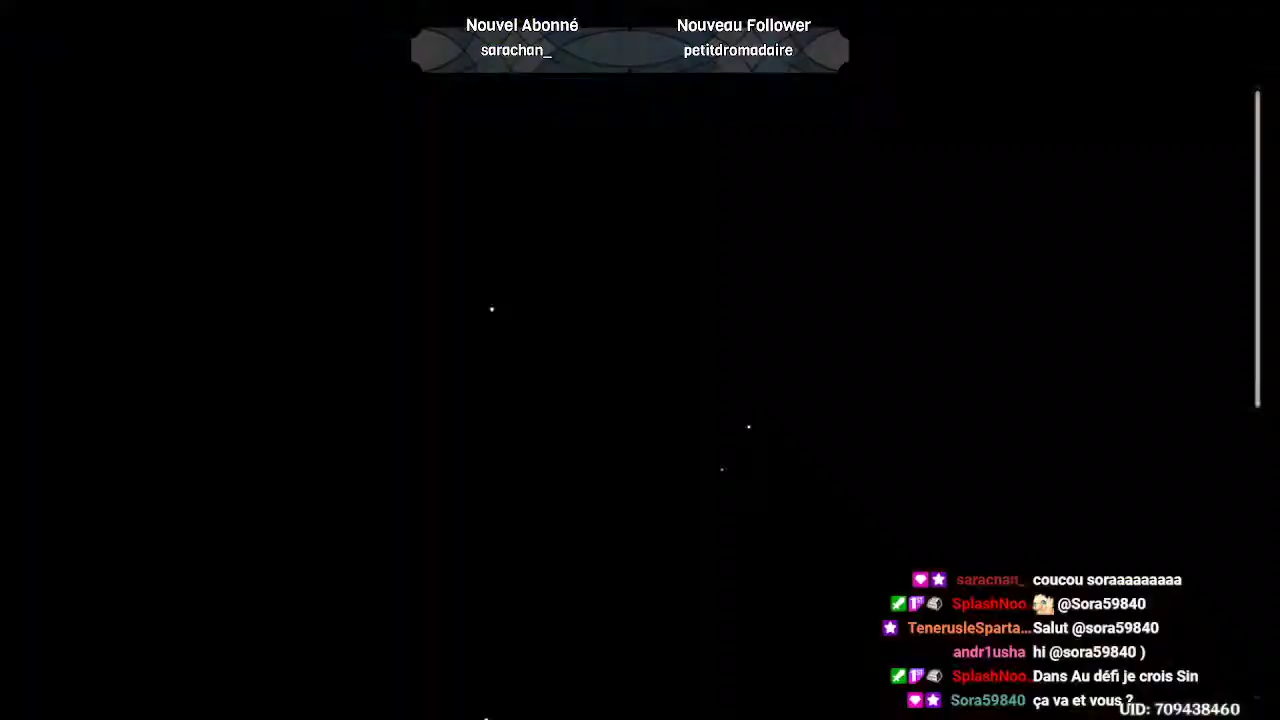 Nouvel Abonné
Nouveau Follower
sarachan_
petitdromadaire
sarachan_ coucou soraaaaaaaaa
SplashNoo @Sora59840
TenerusleSparta... Salut @sora59840
andr1usha hi @sora59840 )
SplashNoo... Dans Au défi je crois Sin
Sora59840 ça va et vous ?
UID: 709438460